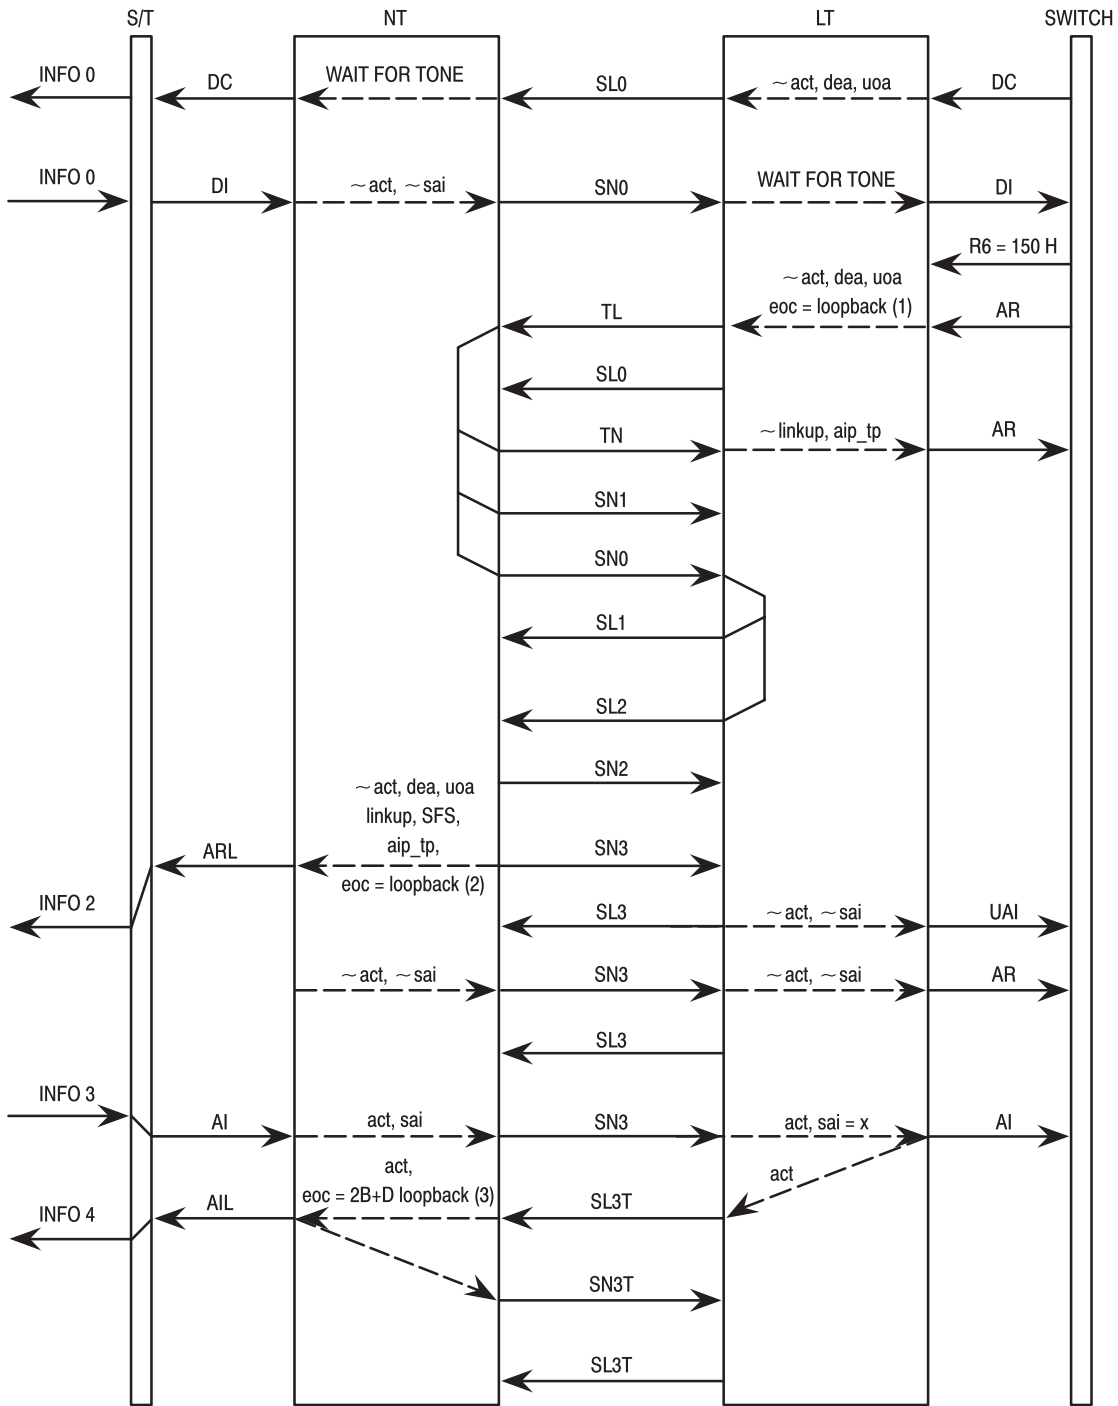 S/T NT LT SWITCH
INFO 0 DC WAIT FOR TONE SL0 ~act, dea, uoa DC
INFO 0 DI ~act, ~sai SN0 WAIT FOR TONE DI
R6 = 150 H
~act, dea, uoa
TL eoc = loopback (1) AR
SL0
TN ~linkup, aip_tp AR
SN1
SN0
SL1
SL2
SN2
~act, dea, uoa
linkup, SFS,
ARL aip_tp, SN3
eoc = loopback (2)
INFO 2 SL3 ~act, ~sai UAI
~act, ~sai SN3 ~act, ~sai AR
SL3
INFO 3
AI act, sai SN3 act, sai = x AI
act,
act
eoc = 2B+D loopback (3)
INFO 4 AIL SL3T
SN3T
SL3T